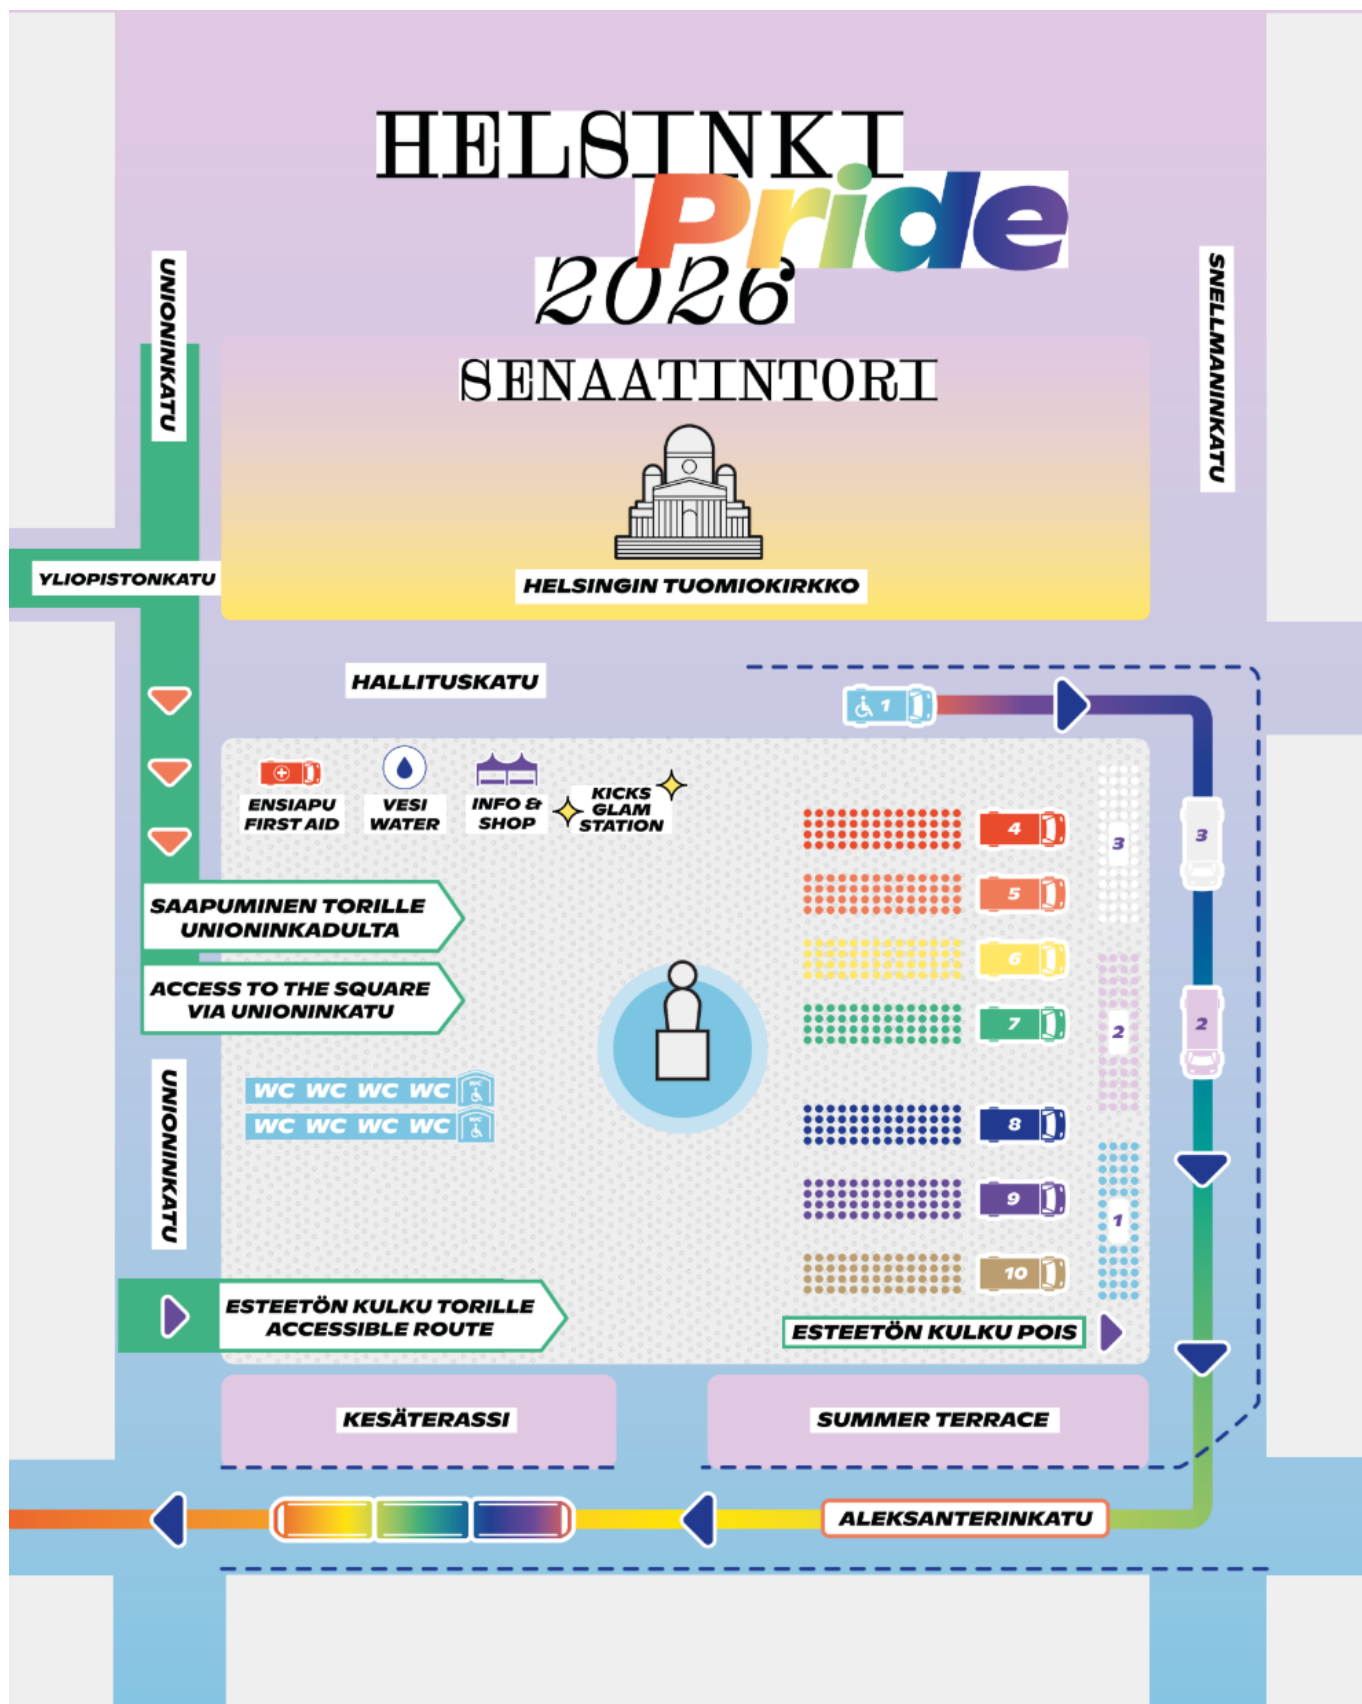 HELSINKI
Pride
2026
SENAATINTORI
UNIONINKATU
SNELLMANINKATU
YLIOPISTONKATU
HELSINGIN TUOMIOKIRKKO
HALLITUSKATU
1
ENSIAPU
FIRST AID
VESI
WATER
INFO &
SHOP
KICKS
GLAM
STATION
4
3
3
5
6
7
2
2
8
9
1
10
SAAPUMINEN TORILLE
UNIONINKADULTA
ACCESS TO THE SQUARE
VIA UNIONINKATU
WC WC WC WC WC
WC WC WC WC WC
UNIONINKATU
ESTEETÖN KULKU TORILLE
ACCESSIBLE ROUTE
ESTEETÖN KULKU POIS
KESÄTERASSI
SUMMER TERRACE
ALEKSANTERINKATU